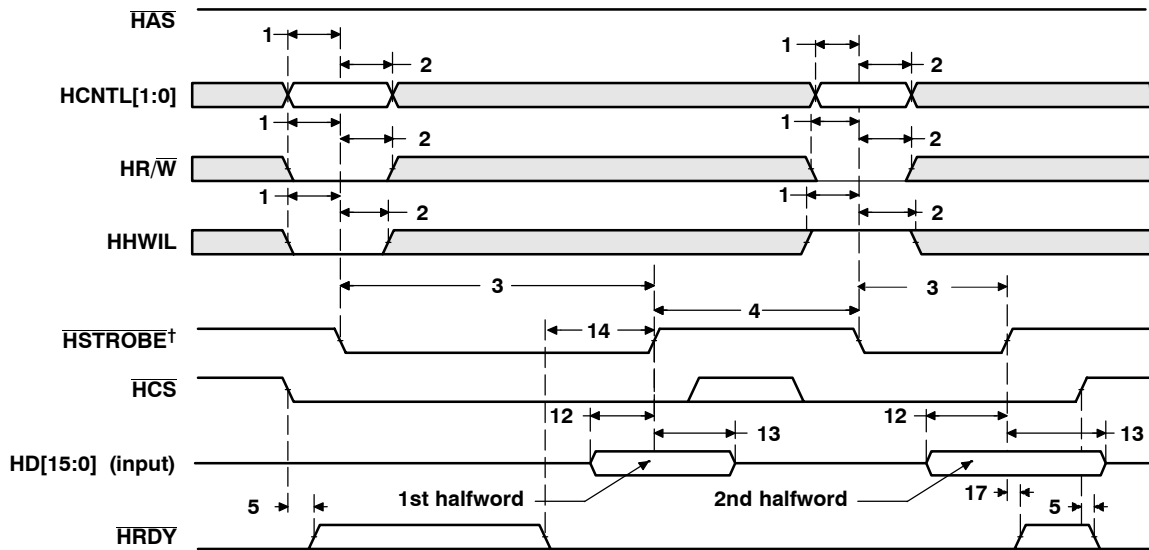 HAS
1
1
2
2
HCNTL[1:0]
1
2
1
2
HR/W
1
2
1
2
HHWIL
3
3
4
14
HSTROBE†
HCS
12
13
12
13
HD[15:0] (input)
1st halfword
2nd halfword
5
17
5
HRDY